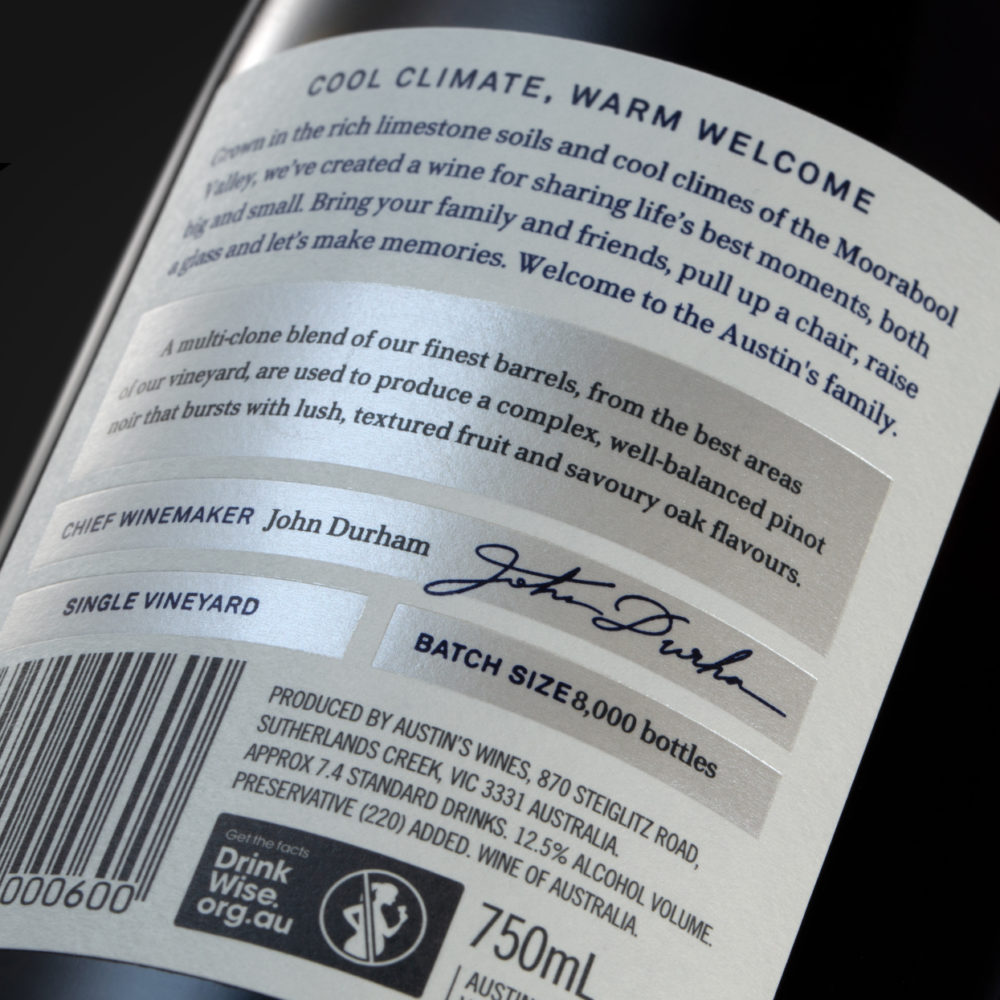 COOL CLIMATE, WARM WELCOME
Grown in the rich limestone soils and cool climes of the Moorabool
Valley, we've created a wine for sharing life's best moments, both
big and small. Bring your family and friends, pull up a chair, raise
a glass and let's make memories. Welcome to the Austin's family.
A multi-clone blend of our finest barrels, from the best areas
of our vineyard, are used to produce a complex, well-balanced pinot
noir that bursts with lush, textured fruit and savoury oak flavours.
CHIEF WINEMAKER John Durham John Durham
SINGLE VINEYARD
BATCH SIZE 8,000 bottles
PRODUCED BY AUSTIN'S WINES, 870 STEIGLITZ ROAD,
SUTHERLANDS CREEK, VIC 3331 AUSTRALIA.
APPROX 7.4 STANDARD DRINKS. 12.5% ALCOHOL VOLUME.
PRESERVATIVE (220) ADDED. WINE OF AUSTRALIA.
000600
Get the facts
Drink
Wise.
org.au
750mL